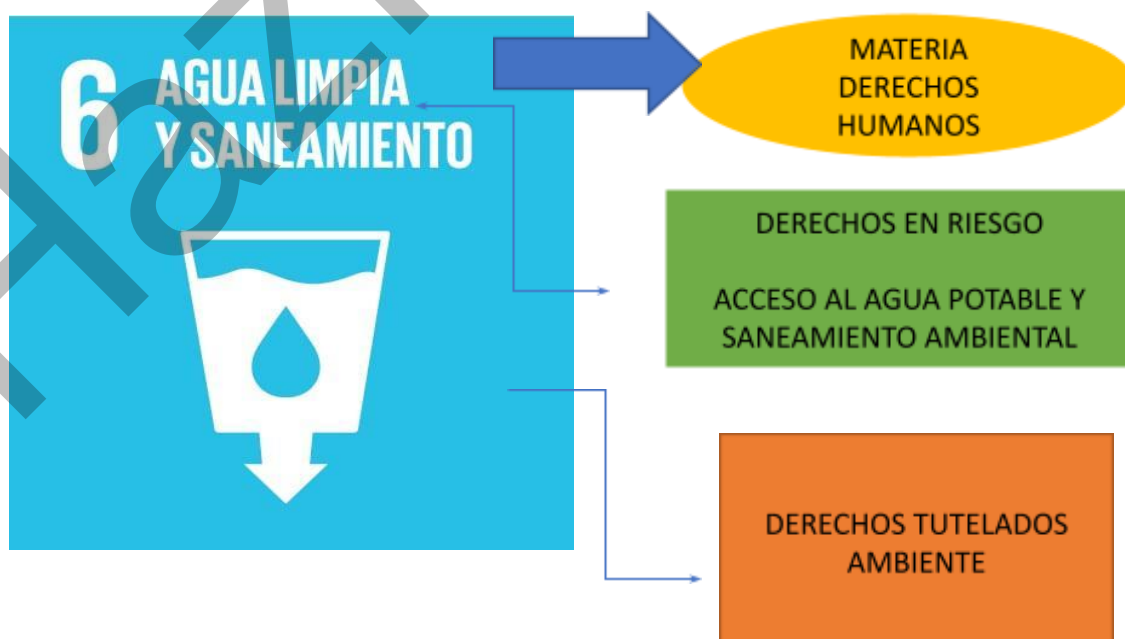 6 AGUA LIMPIA
Y SANEAMIENTO
MATERIA
DERECHOS
HUMANOS
DERECHOS EN RIESGO
ACCESO AL AGUA POTABLE Y
SANEAMIENTO AMBIENTAL
DERECHOS TUTELADOS
AMBIENTE